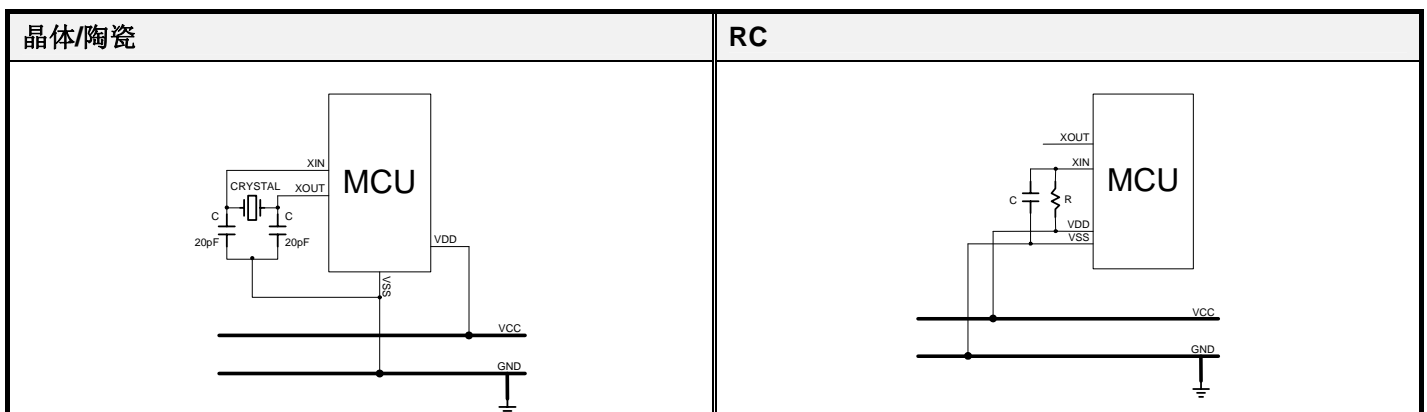 晶体/陶瓷
RC
XIN
CRYSTAL
XOUT
MCU
C
C
20pF
20pF
VDD
VSS
VCC
GND
XOUT
XIN
MCU
C
R
VDD
VSS
VCC
GND